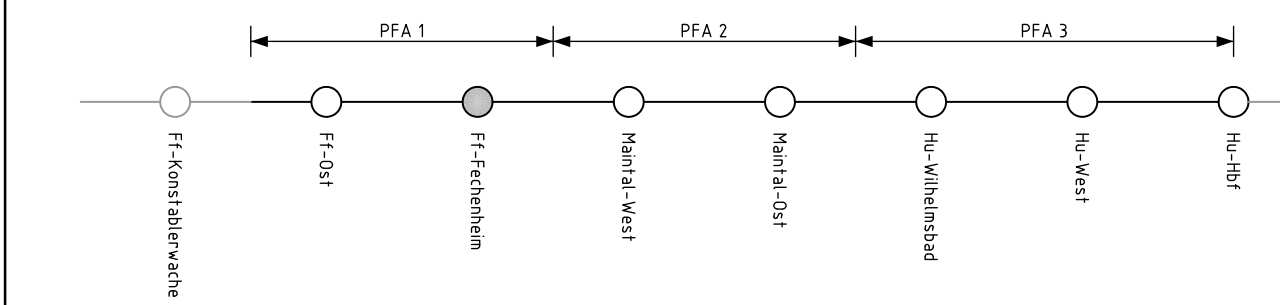 PFA 1
PFA 2
PFA 3
Ff-Konstablerwache
Ff-Ost
Ff-Fechenheim
Maintal-West
Maintal-Ost
Hu-Wilhelmsbad
Hu-West
Hu-Hbf